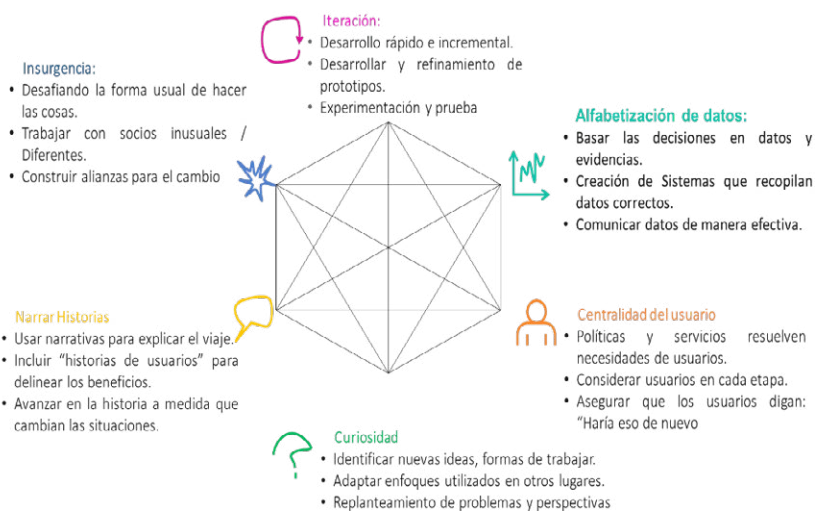 Iteración:
• Desarrollo rápido e incremental.
• Desarrollar y refinamiento de
prototipos.
• Experimentación y prueba
Insurgencia:
• Desafiando la forma usual de hacer
las cosas.
• Trabajar con socios inusuales /
Diferentes.
• Construir alianzas para el cambio
Alfabetización de datos:
• Basar las decisiones en datos y
evidencias.
• Creación de Sistemas que recopilan
datos correctos.
• Comunicar datos de manera efectiva.
Narrar Historias
• Usar narrativas para explicar el viaje.
• Incluir “historias de usuarios” para
delinear los beneficios.
• Avanzar en la historia a medida que
cambian las situaciones.
Centralidad del usuario
• Políticas y servicios resuelven
necesidades de usuarios.
• Considerar usuarios en cada etapa.
• Asegurar que los usuarios digan:
“Haría eso de nuevo
Curiosidad
• Identificar nuevas ideas, formas de trabajar.
• Adaptar enfoques utilizados en otros lugares.
• Replanteamiento de problemas y perspectivas